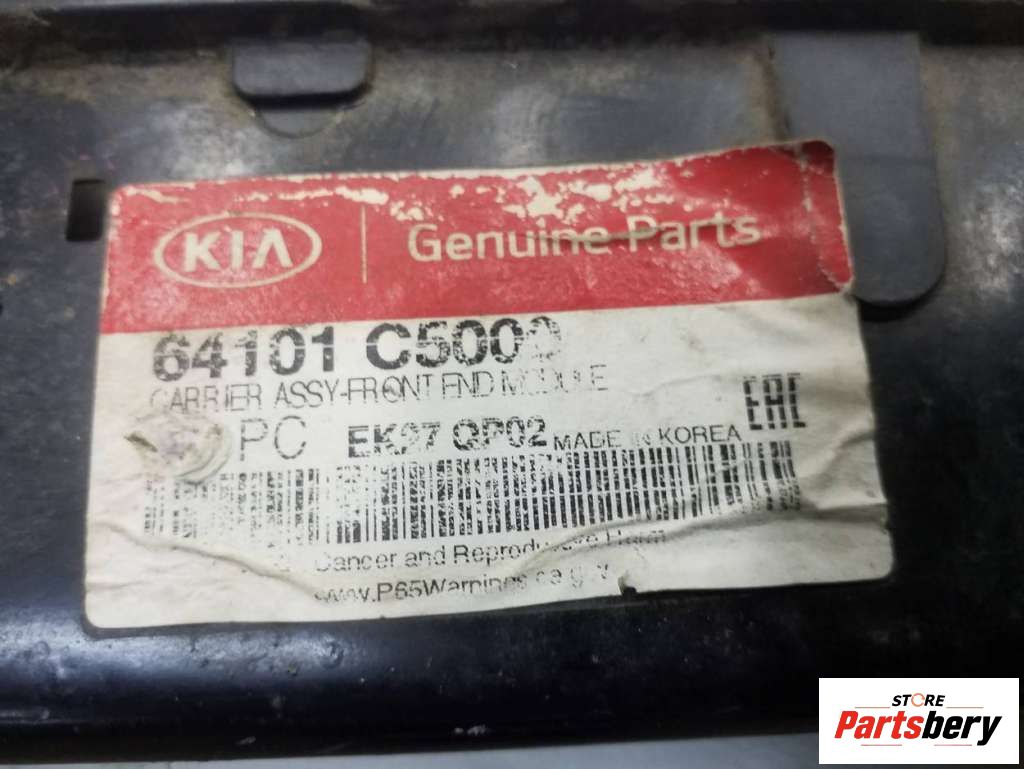 KIA Genuine Parts
64101 C5000
CARRIER ASSY-FRONT END MODULE
PC EK27 QP02 MADE IN KOREA EAC
Cancer and Reproductive Harm
www.P65Warnings.ca.gov
STORE
Partsbery